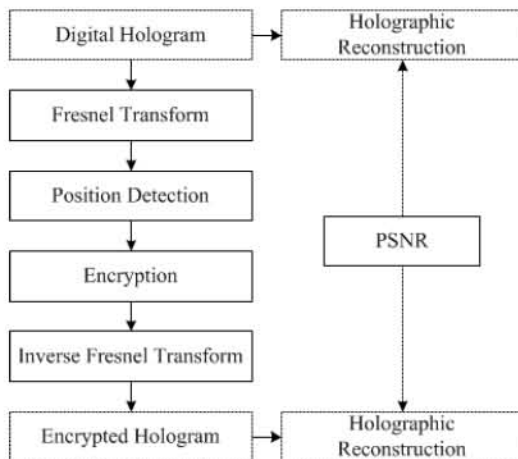 Digital Hologram
Holographic
Reconstruction
Fresnel Transform
Position Detection
PSNR
Encryption
Inverse Fresnel Transform
Encrypted Hologram
Holographic
Reconstruction